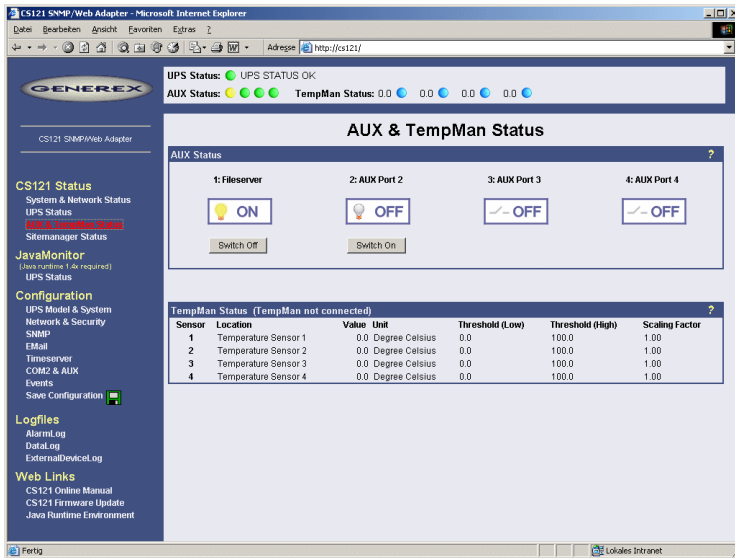 CS121 SNMP/Web Adapter - Microsoft Internet Explorer
Datei Bearbeiten Ansicht Favoriten Extras ?
Adresse http://cs121/
GENEREX
UPS Status: UPS STATUS OK
AUX Status: TempMan Status: 0.0 0.0 0.0 0.0
CS121 SNMP/Web Adapter
CS121 Status
System & Network Status
UPS Status
Sitemanager Status
JavaMonitor
(Java runtime 1.4x required)
UPS Status
Configuration
UPS Model & System
Network & Security
SNMP
EMail
Timeserver
COM2 & AUX
Events
Save Configuration
Logfiles
AlarmLog
DataLog
ExternalDeviceLog
Web Links
CS121 Online Manual
CS121 Firmware Update
Java Runtime Environment
AUX & TempMan Status
AUX Status ?
1: Fileserver 2: AUX Port 2 3: AUX Port 3 4: AUX Port 4
ON OFF OFF OFF
Switch Off Switch On
TempMan Status (TempMan not connected) ?
Sensor Location Value Unit Threshold (Low) Threshold (High) Scaling Factor
1 Temperature Sensor 1 0.0 Degree Celsius 0.0 100.0 1.00
2 Temperature Sensor 2 0.0 Degree Celsius 0.0 100.0 1.00
3 Temperature Sensor 3 0.0 Degree Celsius 0.0 100.0 1.00
4 Temperature Sensor 4 0.0 Degree Celsius 0.0 100.0 1.00
Fertig Lokales Intranet